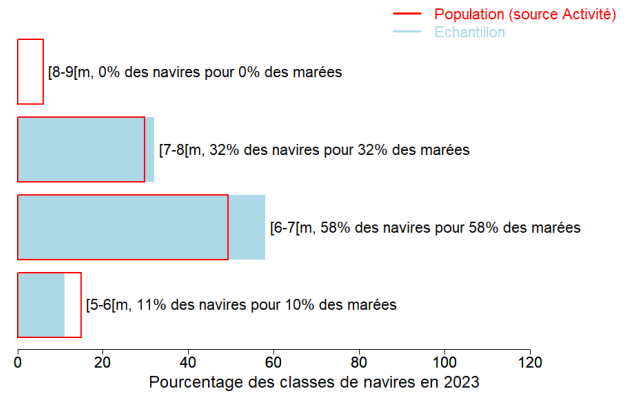 Population (source Activité)
Echantillon
[8-9[m, 0% des navires pour 0% des marées
[7-8[m, 32% des navires pour 32% des marées
[6-7[m, 58% des navires pour 58% des marées
[5-6[m, 11% des navires pour 10% des marées
0 20 40 60 80 100 120
Pourcentage des classes de navires en 2023